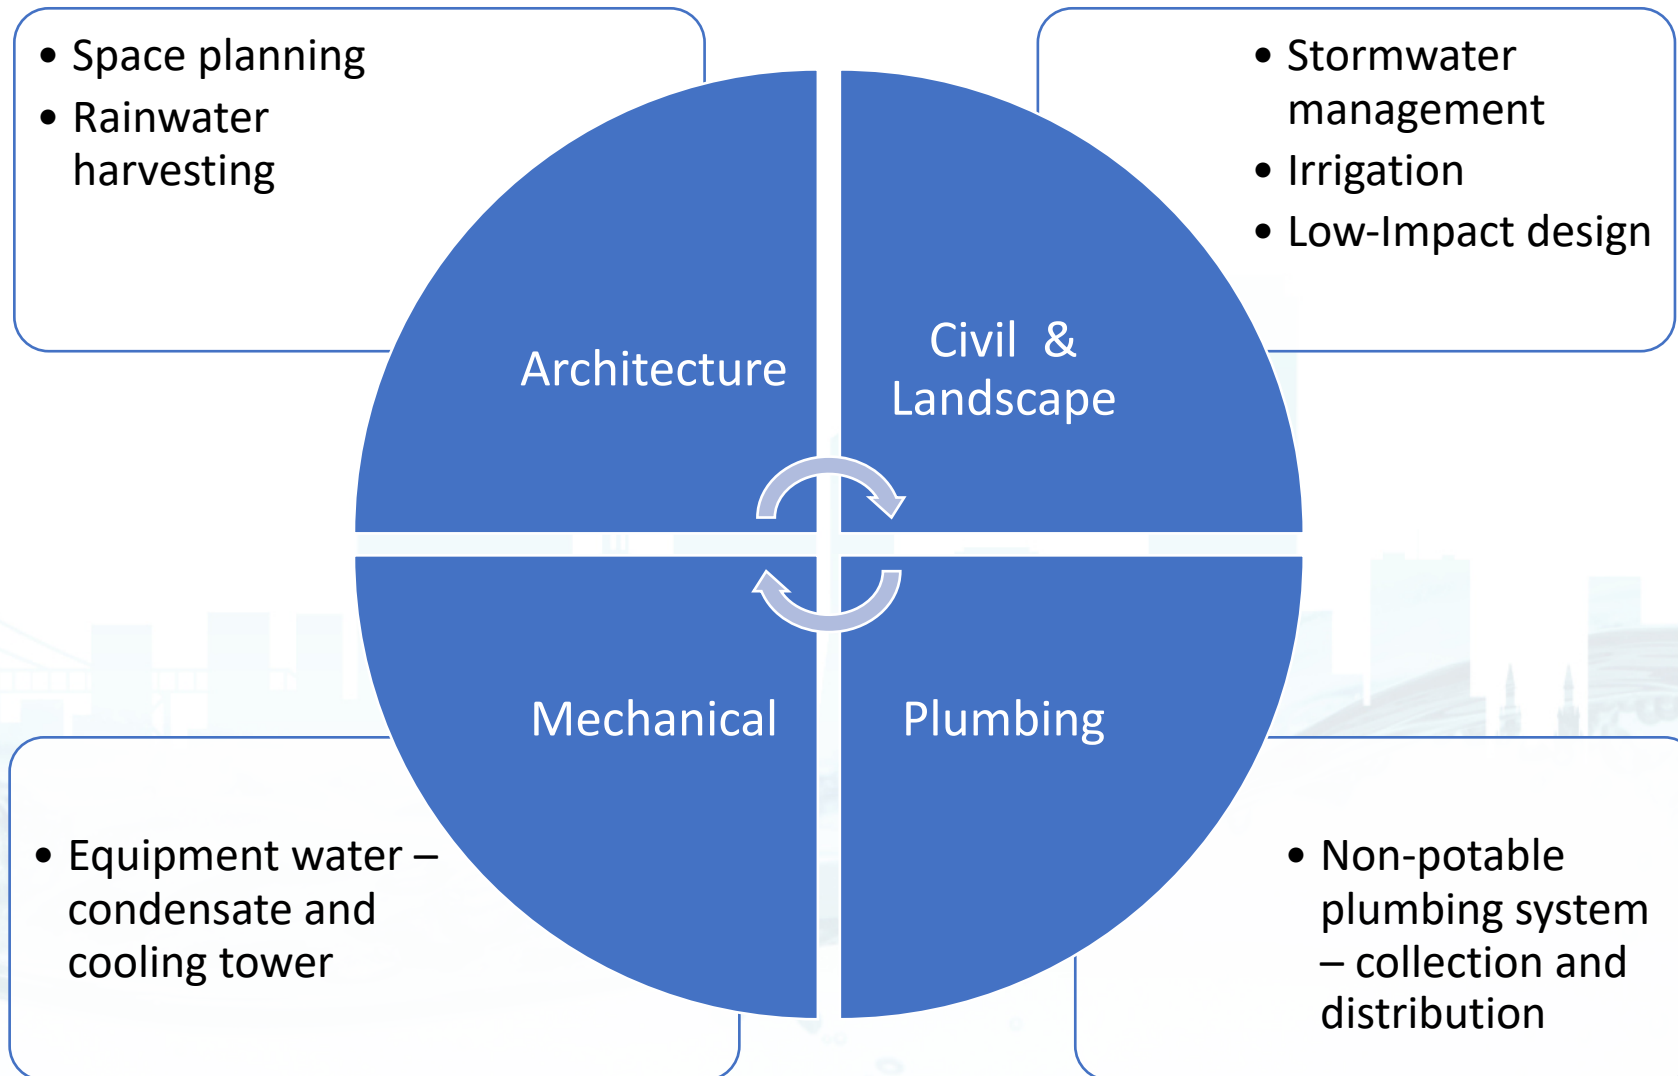 • Space planning
• Rainwater
harvesting
• Stormwater
management
• Irrigation
• Low-Impact design
Architecture
Civil &
Landscape
Mechanical
Plumbing
• Equipment water –
condensate and
cooling tower
• Non-potable
plumbing system
– collection and
distribution